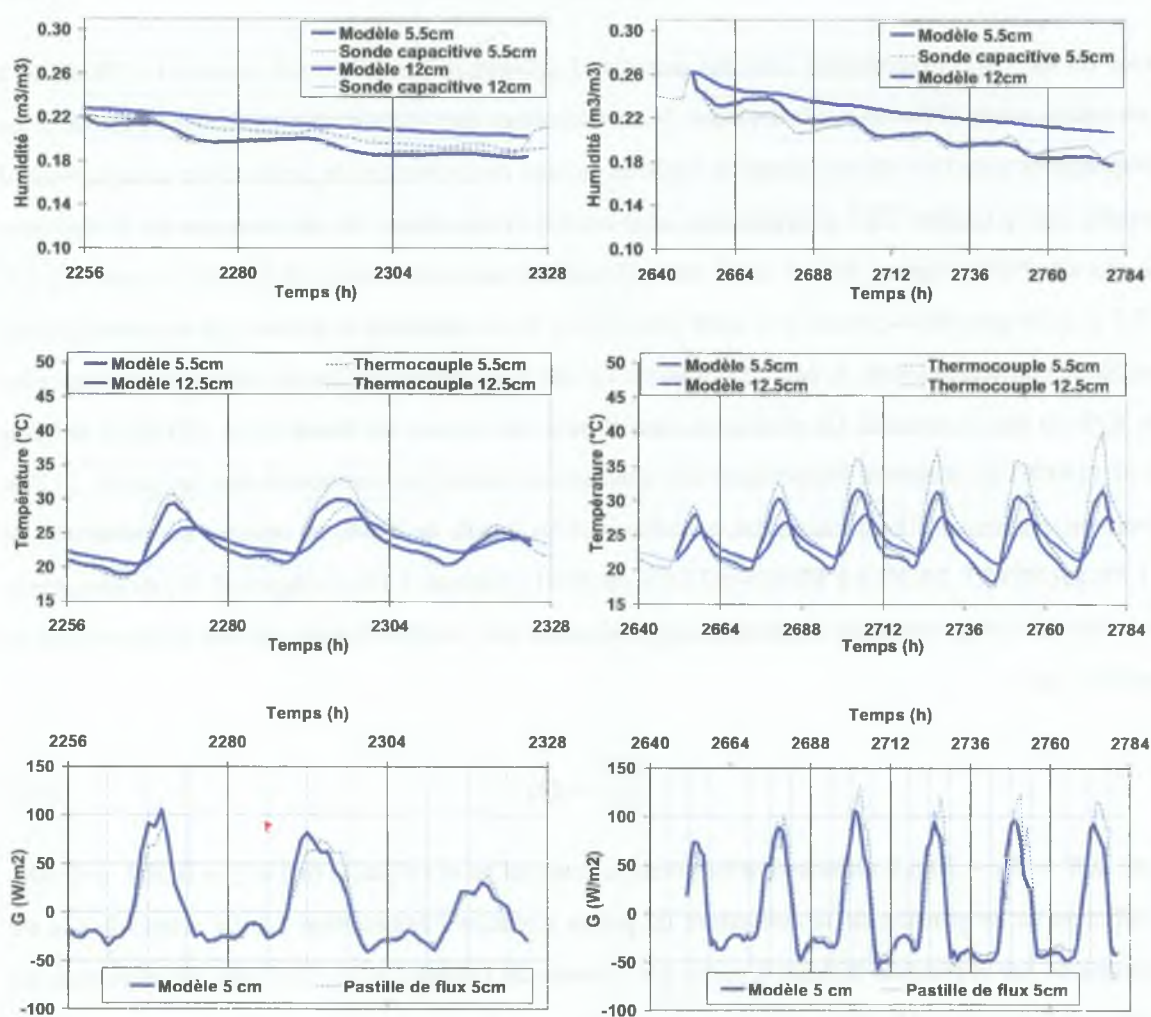 0.30
0.26
0.22
0.18
0.14
0.10
Humidité (m3/m3)
Modèle 5.5cm
Sonde capacitive 5.5cm
Modèle 12cm
Sonde capacitive 12cm
2256 2280 2304 2328
Temps (h)
0.30
0.26
0.22
0.18
0.14
0.10
Humidité (m3/m3)
Modèle 5.5cm
Sonde capacitive 5.5cm
Modèle 12cm
2640 2664 2688 2712 2736 2760 2784
Temps (h)
50
45
40
35
30
25
20
15
Température (°C)
Modèle 5.5cm Thermocouple 5.5cm
Modèle 12.5cm Thermocouple 12.5cm
2256 2280 2304 2328
Temps (h)
50
45
40
35
30
25
20
15
Température (°C)
Modèle 5.5cm Thermocouple 5.5cm
Modèle 12.5cm Thermocouple 12.5cm
2640 2664 2688 2712 2736 2760 2784
Temps (h)
Temps (h)
2256 2280 2304 2328
150
100
50
0
-50
-100
G (W/m2)
Modèle 5 cm Pastille de flux 5cm
Temps (h)
2640 2664 2688 2712 2736 2760 2784
150
100
50
0
-50
-100
G (W/m2)
Modèle 5 cm Pastille de flux 5cm